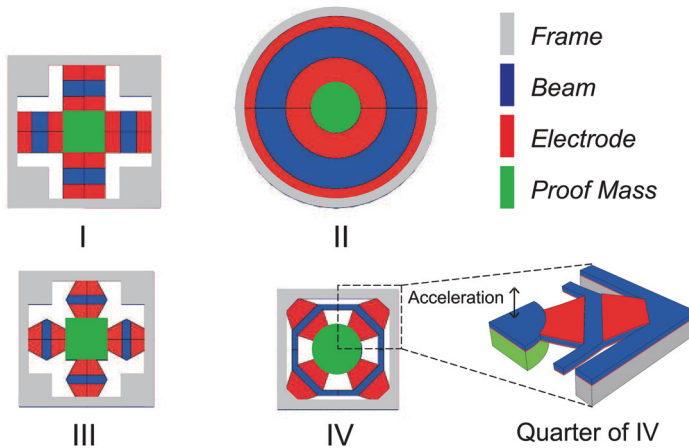 Frame
Beam
Electrode
Proof Mass
I
II
Acceleration
III
IV
Quarter of IV